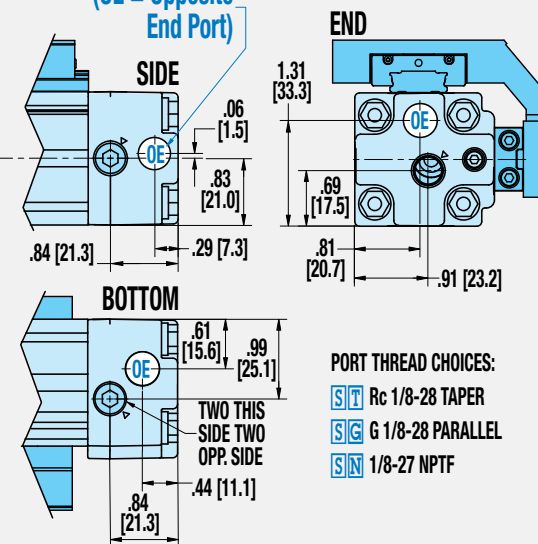 (OE = Opposite
End Port)
SIDE
OE
.06
[1.5]
.83
[21.0]
.84 [21.3]
.29 [7.3]
END
1.31
[33.3]
OE
.69
[17.5]
.81
[20.7]
.91 [23.2]
BOTTOM
OE
.61
[15.6]
.99
[25.1]
TWO THIS
SIDE TWO
OPP. SIDE
.44 [11.1]
.84
[21.3]
PORT THREAD CHOICES:
ST Rc 1/8-28 TAPER
SG G 1/8-28 PARALLEL
SN 1/8-27 NPTF